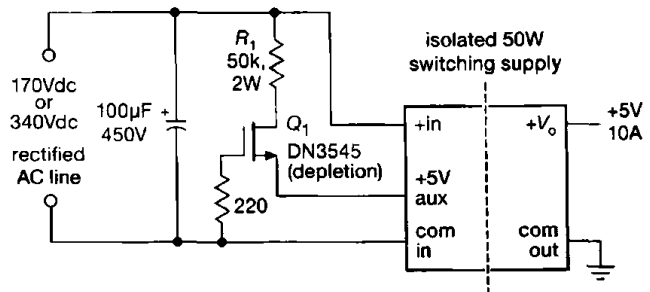 170Vdc
or
340Vdc
rectified
AC line
100μF +
450V
R₁
50k,
2W
Q₁
DN3545
(depletion)
220
isolated 50W
switching supply
+in
+5V
aux
com
in
+Vₒ
com
out
+5V
10A